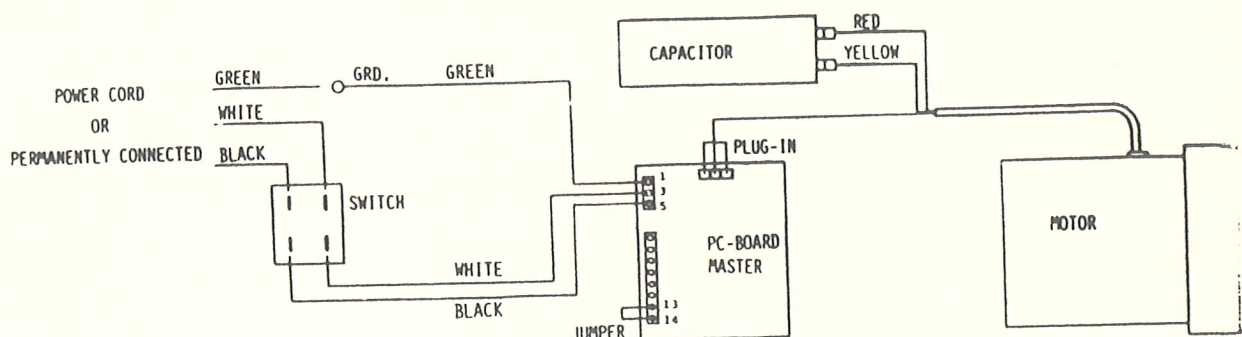 RED
CAPACITOR
YELLOW
GREEN
GRD.
GREEN
POWER CORD
OR
PERMANENTLY CONNECTED
WHITE
BLACK
SWITCH
PLUG-IN
1
3
5
MOTOR
PC-BOARD
MASTER
WHITE
BLACK
13
14
JUMPER